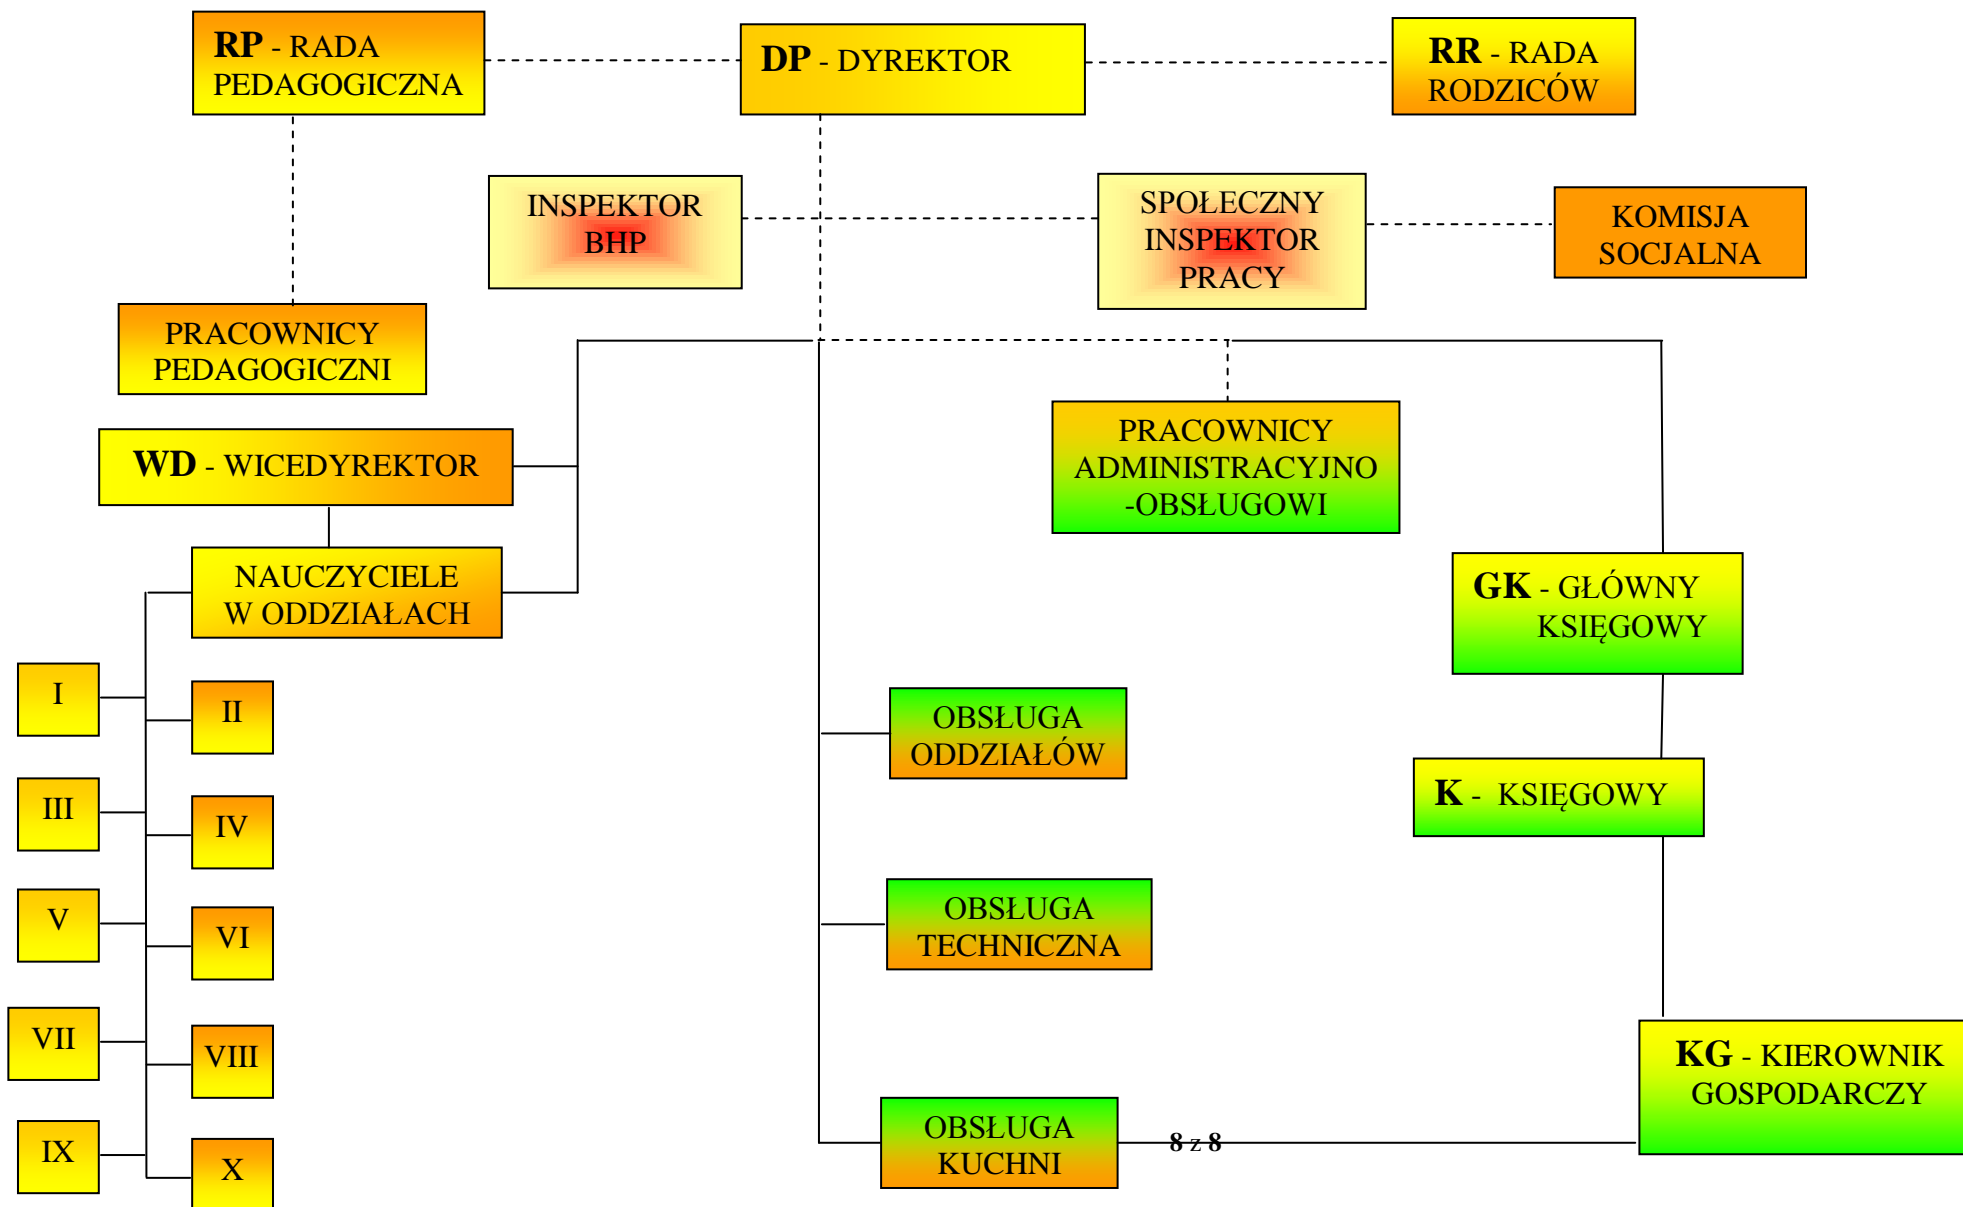 RP - RADA
PEDAGOGICZNA
DP - DYREKTOR
RR - RADA
RODZICÓW
INSPEKTOR
BHP
SPOŁECZNY
INSPEKTOR
PRACY
KOMISJA
SOCJALNA
PRACOWNICY
PEDAGOGICZNI
WD - WICEDYREKTOR
PRACOWNICY
ADMINISTRACYJNO
-OBSŁUGOWI
NAUCZYCIELE
W ODDZIAŁACH
GK - GŁÓWNY
KSIĘGOWY
I
II
OBSŁUGA
ODDZIAŁÓW
III
IV
K - KSIĘGOWY
V
VI
OBSŁUGA
TECHNICZNA
VII
VIII
KG - KIEROWNIK
GOSPODARCZY
IX
X
OBSŁUGA
KUCHNI
8 z 8